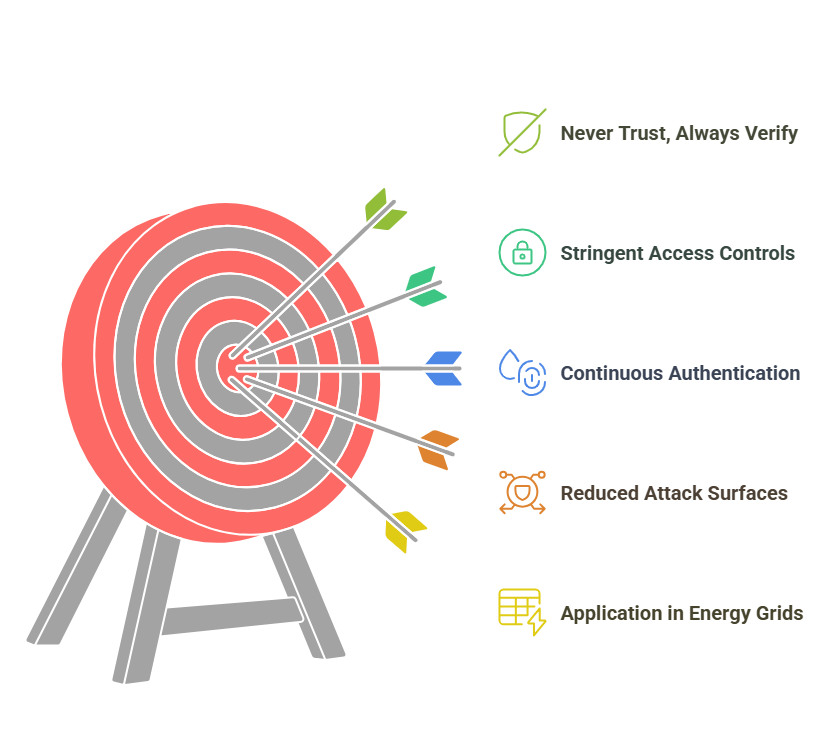 Never Trust, Always Verify
Stringent Access Controls
Continuous Authentication
Reduced Attack Surfaces
Application in Energy Grids